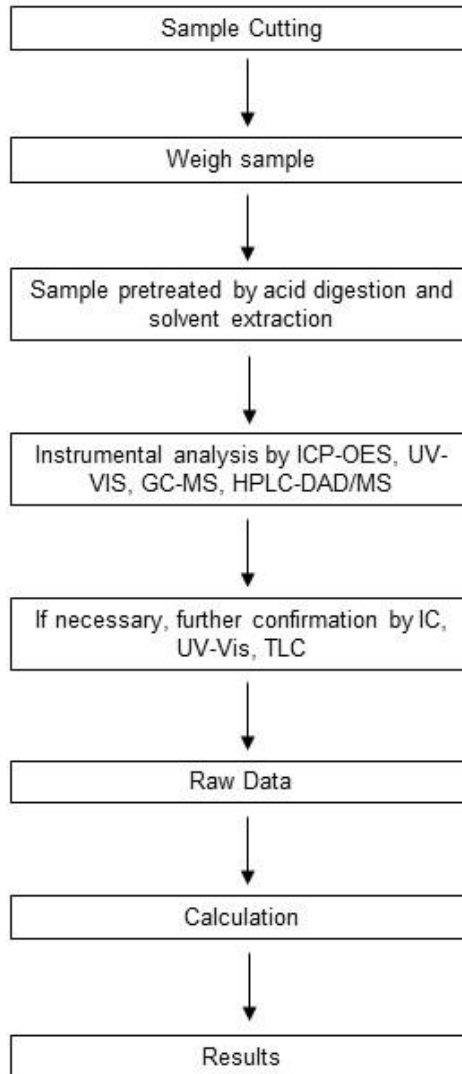 Sample Cutting
Weigh sample
Sample pretreated by acid digestion and
solvent extraction
Instrumental analysis by ICP-OES, UV-
VIS, GC-MS, HPLC-DAD/MS
If necessary, further confirmation by IC,
UV-Vis, TLC
Raw Data
Calculation
Results